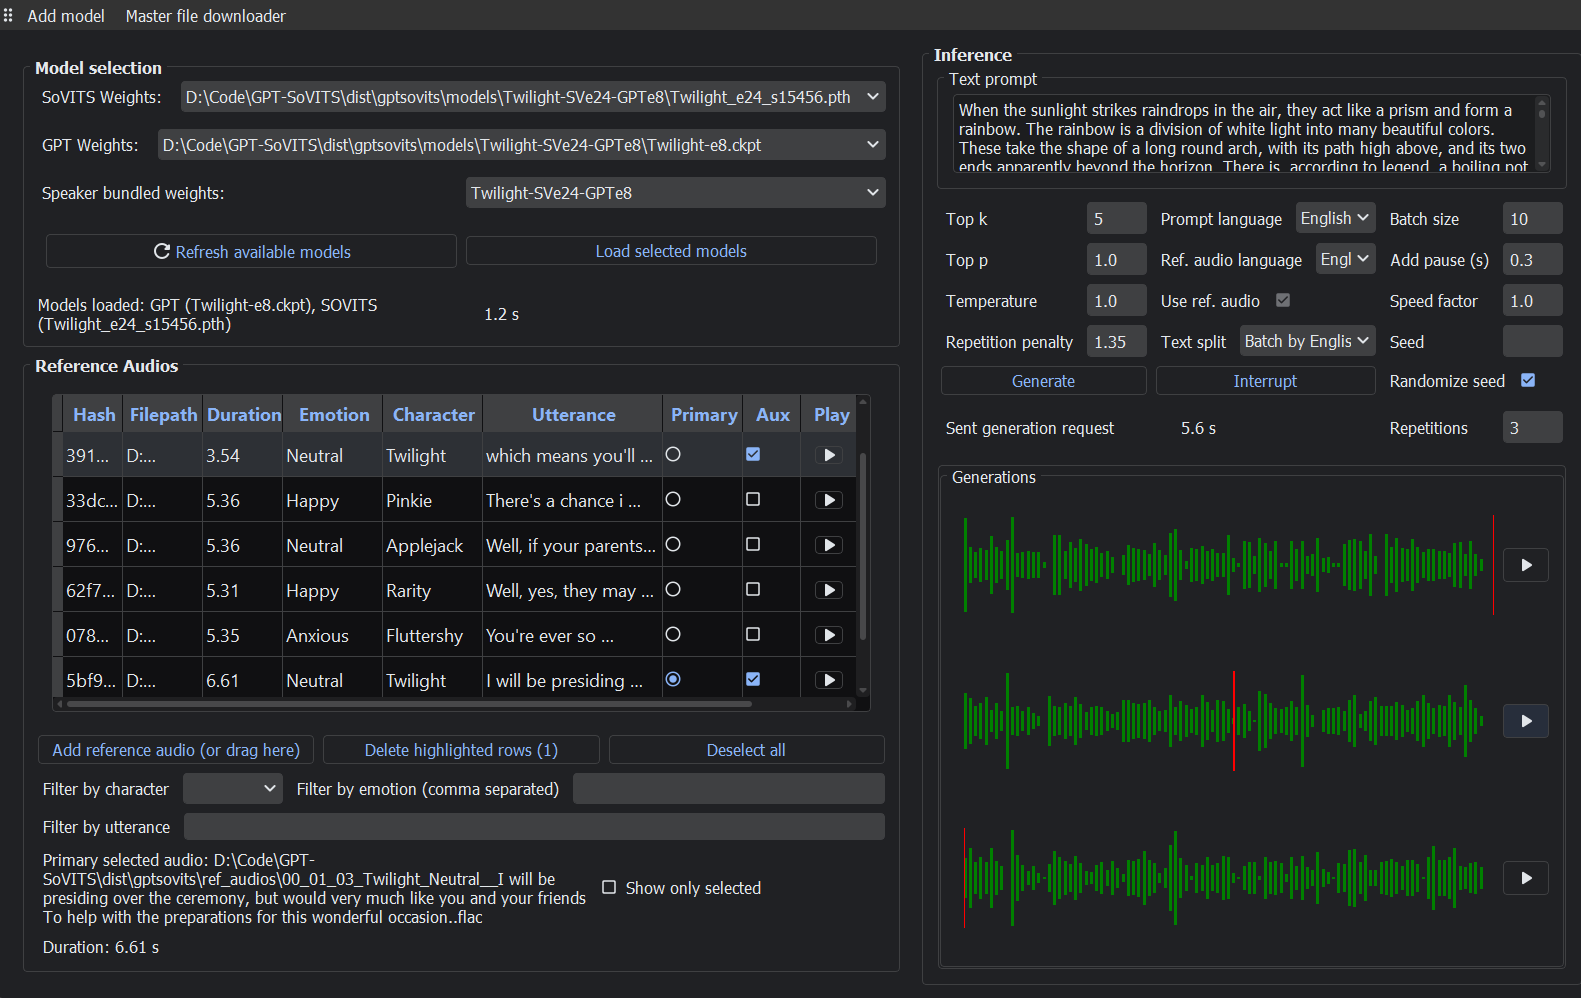 Add model Master file downloader
Model selection
SoVITS Weights: D:\Code\GPT-SoVITS\dist\gptsovits\models\Twilight-SVe24-GPTe8\Twilight_e24_s15456.pth
GPT Weights: D:\Code\GPT-SoVITS\dist\gptsovits\models\Twilight-SVe24-GPTe8\Twilight-e8.ckpt
Speaker bundled weights: Twilight-SVe24-GPTe8
Refresh available models Load selected models
Models loaded: GPT (Twilight-e8.ckpt), SOVITS
(Twilight_e24_s15456.pth)
1.2 s
Reference Audios
Hash Filepath Duration Emotion Character Utterance Primary Aux Play
391... D:... 3.54 Neutral Twilight which means you'll ...
33dc... D:... 5.36 Happy Pinkie There's a chance i ...
976... D:... 5.36 Neutral Applejack Well, if your parents...
62f7... D:... 5.31 Happy Rarity Well, yes, they may ...
078... D:... 5.35 Anxious Fluttershy You're ever so ...
5bf9... D:... 6.61 Neutral Twilight I will be presiding ...
Add reference audio (or drag here) Delete highlighted rows (1) Deselect all
Filter by character Filter by emotion (comma separated)
Filter by utterance
Primary selected audio: D:\Code\GPT-
SoVITS\dist\gptsovits\ref_audios\00_01_03_Twilight_Neutral__I will be
presiding over the ceremony, but would very much like you and your friends
To help with the preparations for this wonderful occasion..flac
Show only selected
Duration: 6.61 s
Inference
Text prompt
When the sunlight strikes raindrops in the air, they act like a prism and form a
rainbow. The rainbow is a division of white light into many beautiful colors.
These take the shape of a long round arch, with its path high above, and its two
ends apparently beyond the horizon. There is, according to legend, a boiling pot
Top k 5 Prompt language English Batch size 10
Top p 1.0 Ref. audio language Engl Add pause (s) 0.3
Temperature 1.0 Use ref. audio Speed factor 1.0
Repetition penalty 1.35 Text split Batch by Englis Seed
Generate Interrupt Randomize seed
Sent generation request 5.6 s Repetitions 3
Generations